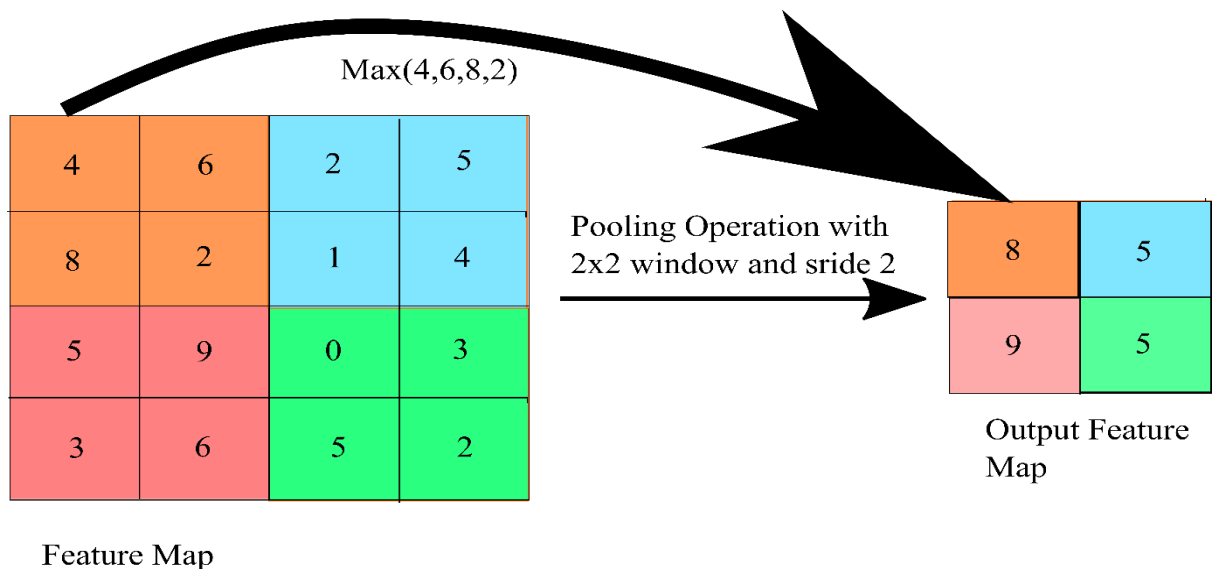 Max(4,6,8,2)
4 6 2 5
8 2 1 4
5 9 0 3
3 6 5 2
Feature Map
Pooling Operation with
2x2 window and sride 2
8 5
9 5
Output Feature
Map